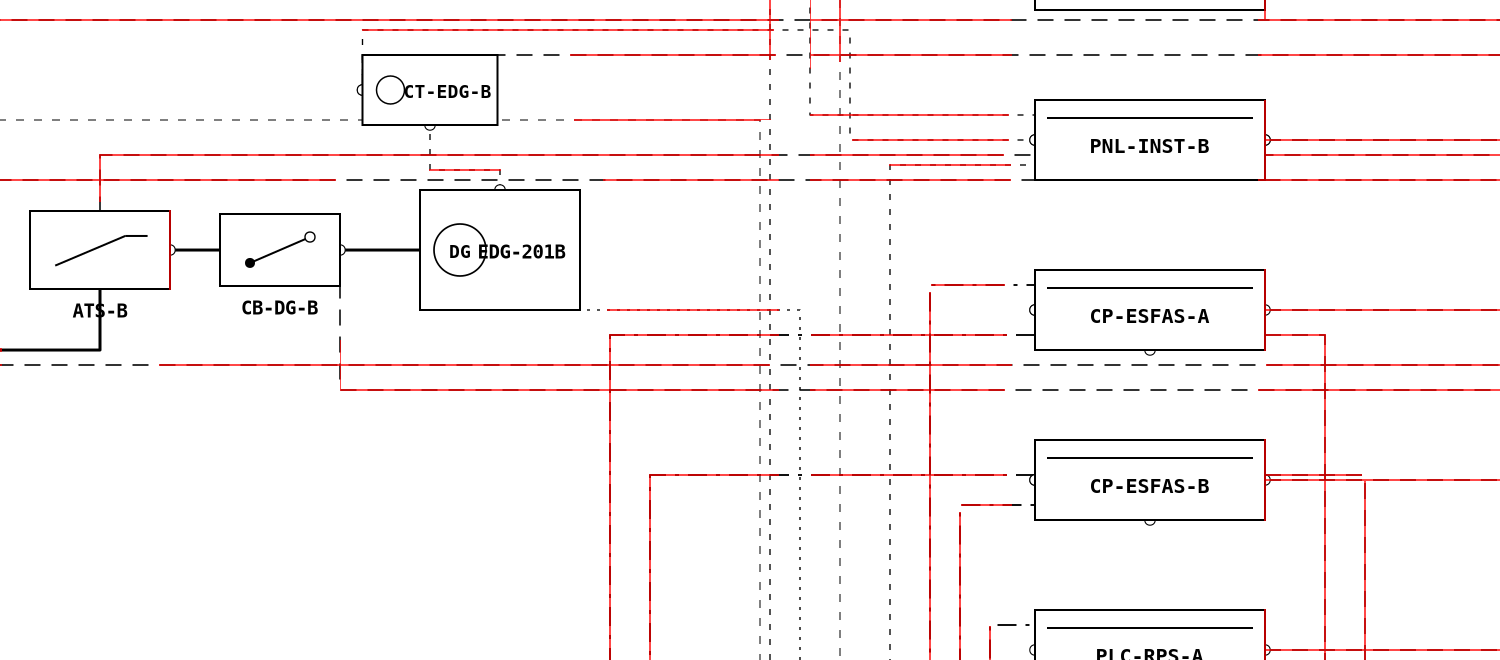 CT-EDG-B
PNL-INST-B
DG EDG-201B
ATS-B
CB-DG-B
CP-ESFAS-A
CP-ESFAS-B
PLC-RPS-A